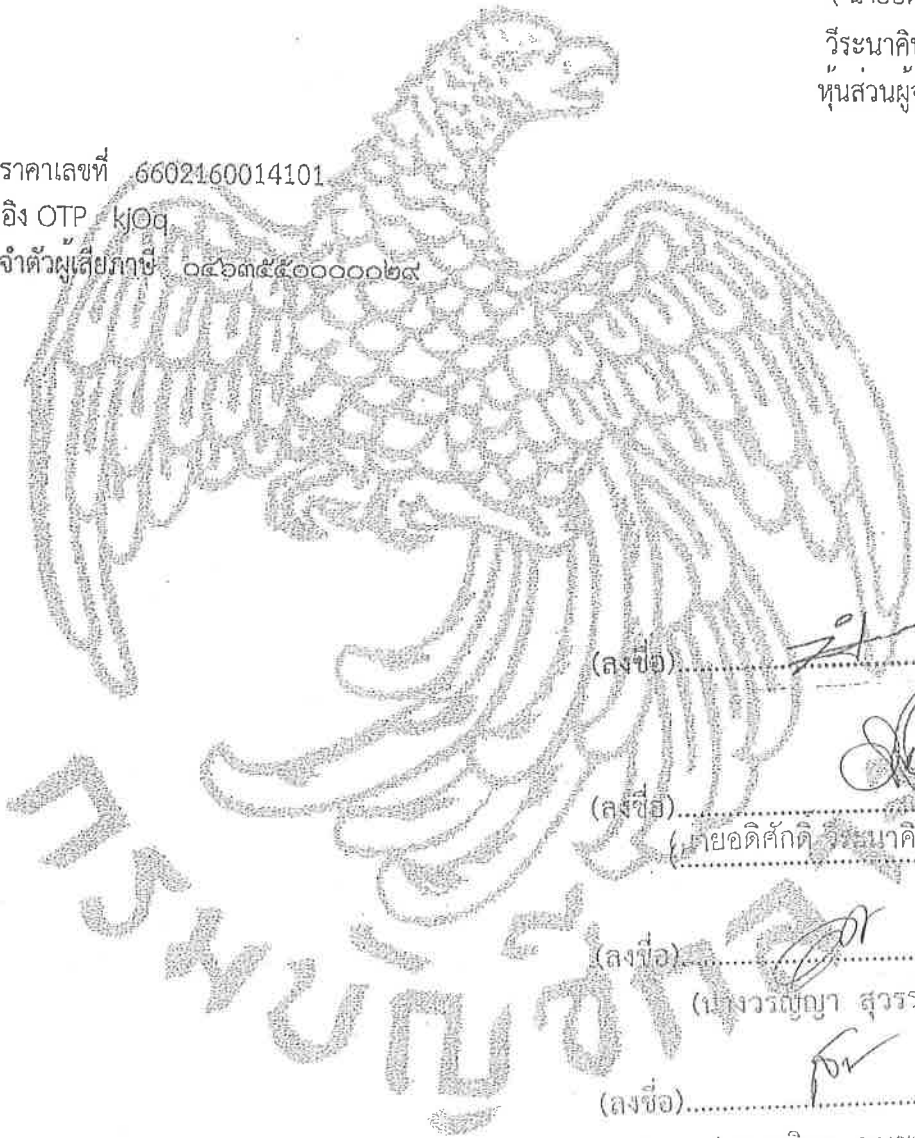 วีระนาคิน
หุ้นส่วนผู้จ
ราคาเลขที่ 6602160014101
อิง OTP kjOq
จำตัวผู้เสียภาษี ๐๔๖๓๕๕๐๐๐๐๐๒๙
(ลงชื่อ)
(ลงชื่อ)
(นายอดิศักดิ์ วีระนาคิ
(ลงชื่อ)
(นางวรัญญา สุวรร
(ลงชื่อ)
กรมบัญชีกลาง